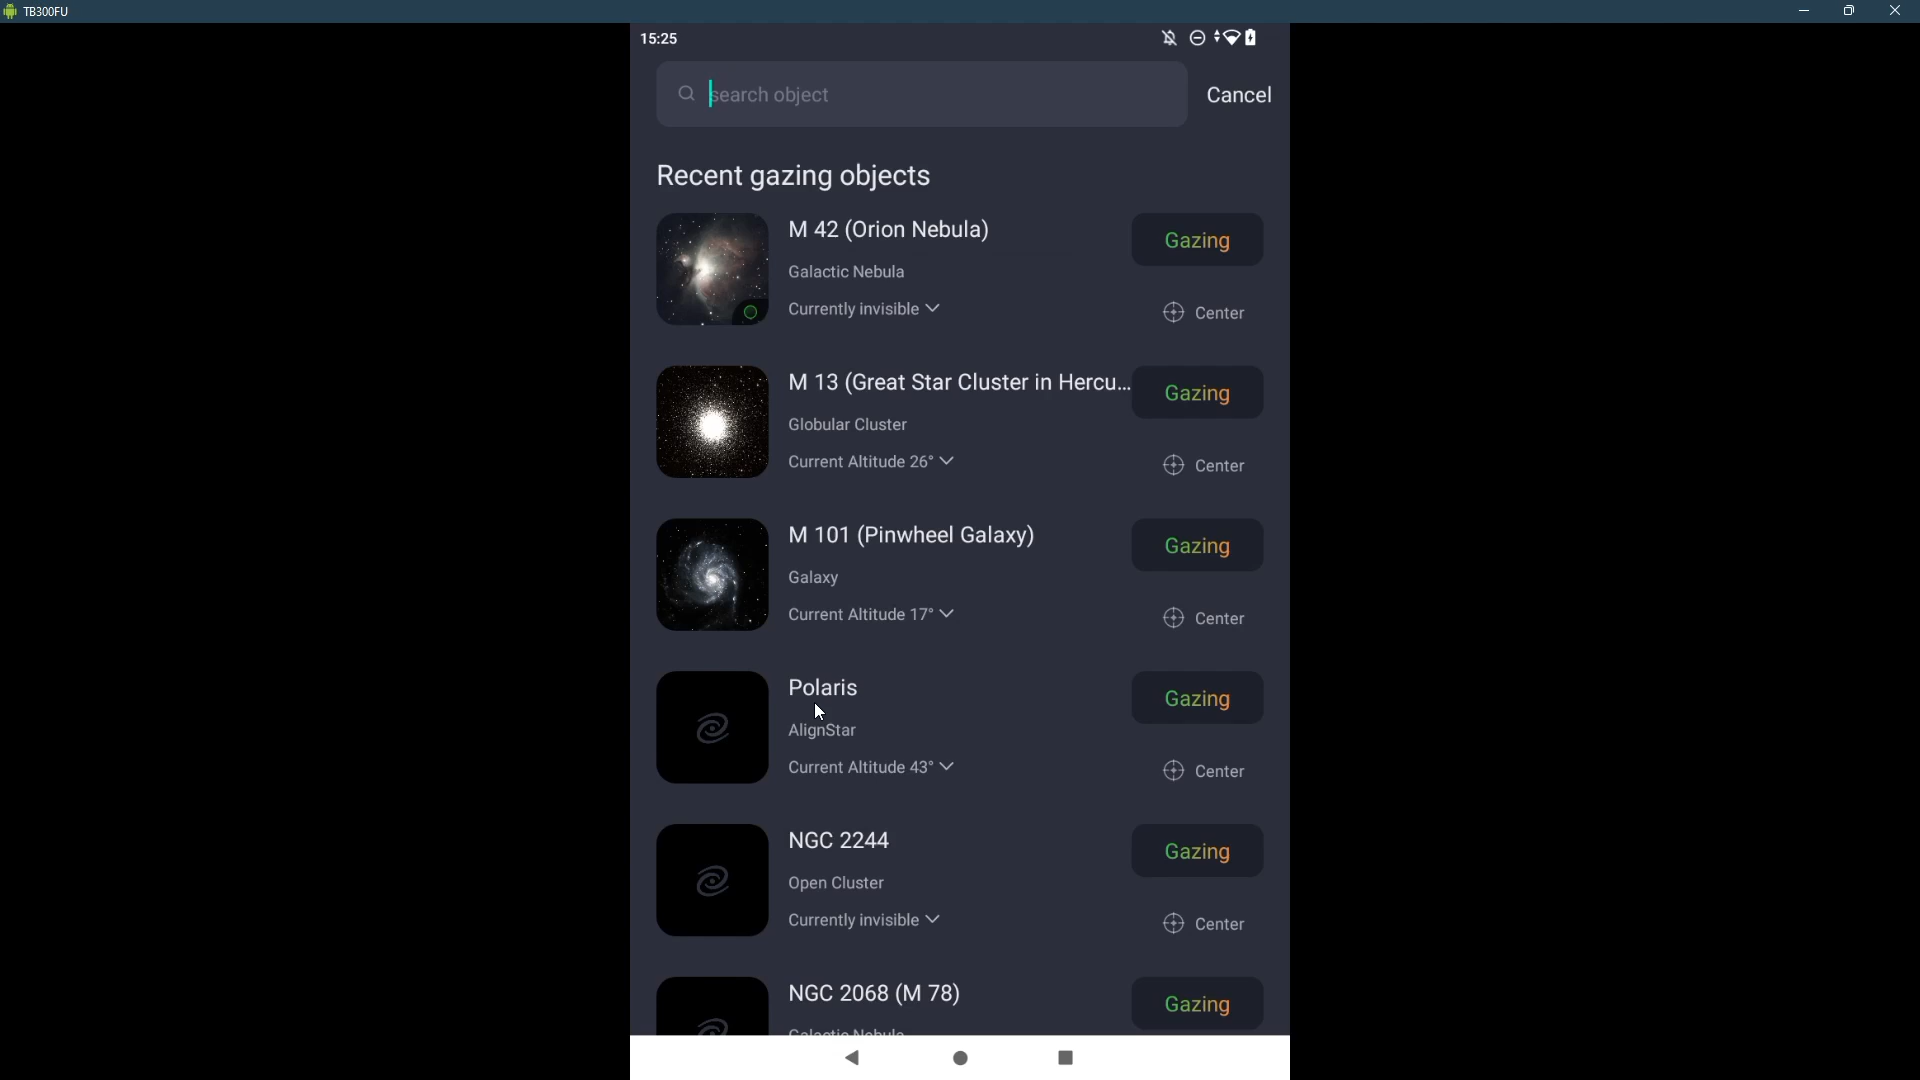 TB300FU
15:25
search object
Cancel
Recent gazing objects
M 42 (Orion Nebula)
Galactic Nebula
Currently invisible
Gazing
Center
M 13 (Great Star Cluster in Hercu...
Globular Cluster
Current Altitude 26°
Gazing
Center
M 101 (Pinwheel Galaxy)
Galaxy
Current Altitude 17°
Gazing
Center
Polaris
AlignStar
Current Altitude 43°
Gazing
Center
NGC 2244
Open Cluster
Currently invisible
Gazing
Center
NGC 2068 (M 78)
Galactic Nebula
Gazing